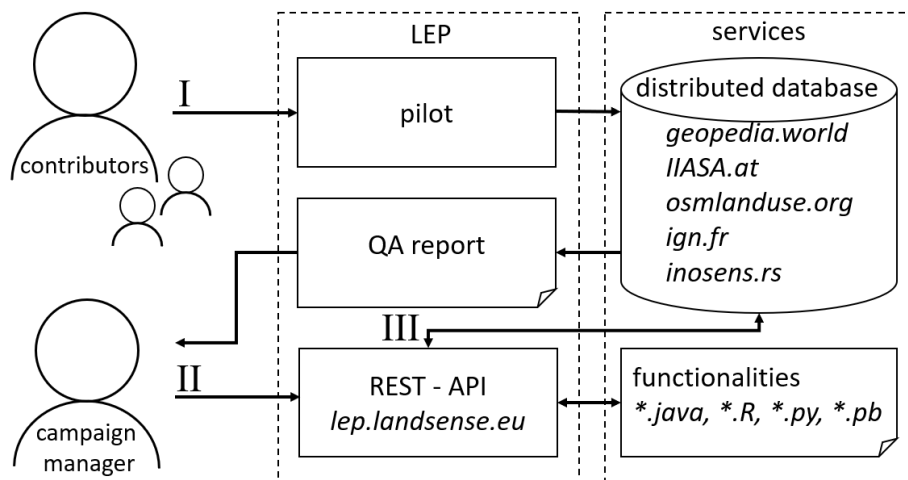 LEP
services
I
contributors
pilot
distributed database
geopedia.world
IIASA.at
osmlanduse.org
ign.fr
inosens.rs
QA report
III
II
campaign
manager
REST - API
lep.landsense.eu
functionalities
*.java, *.R, *.py, *.pb